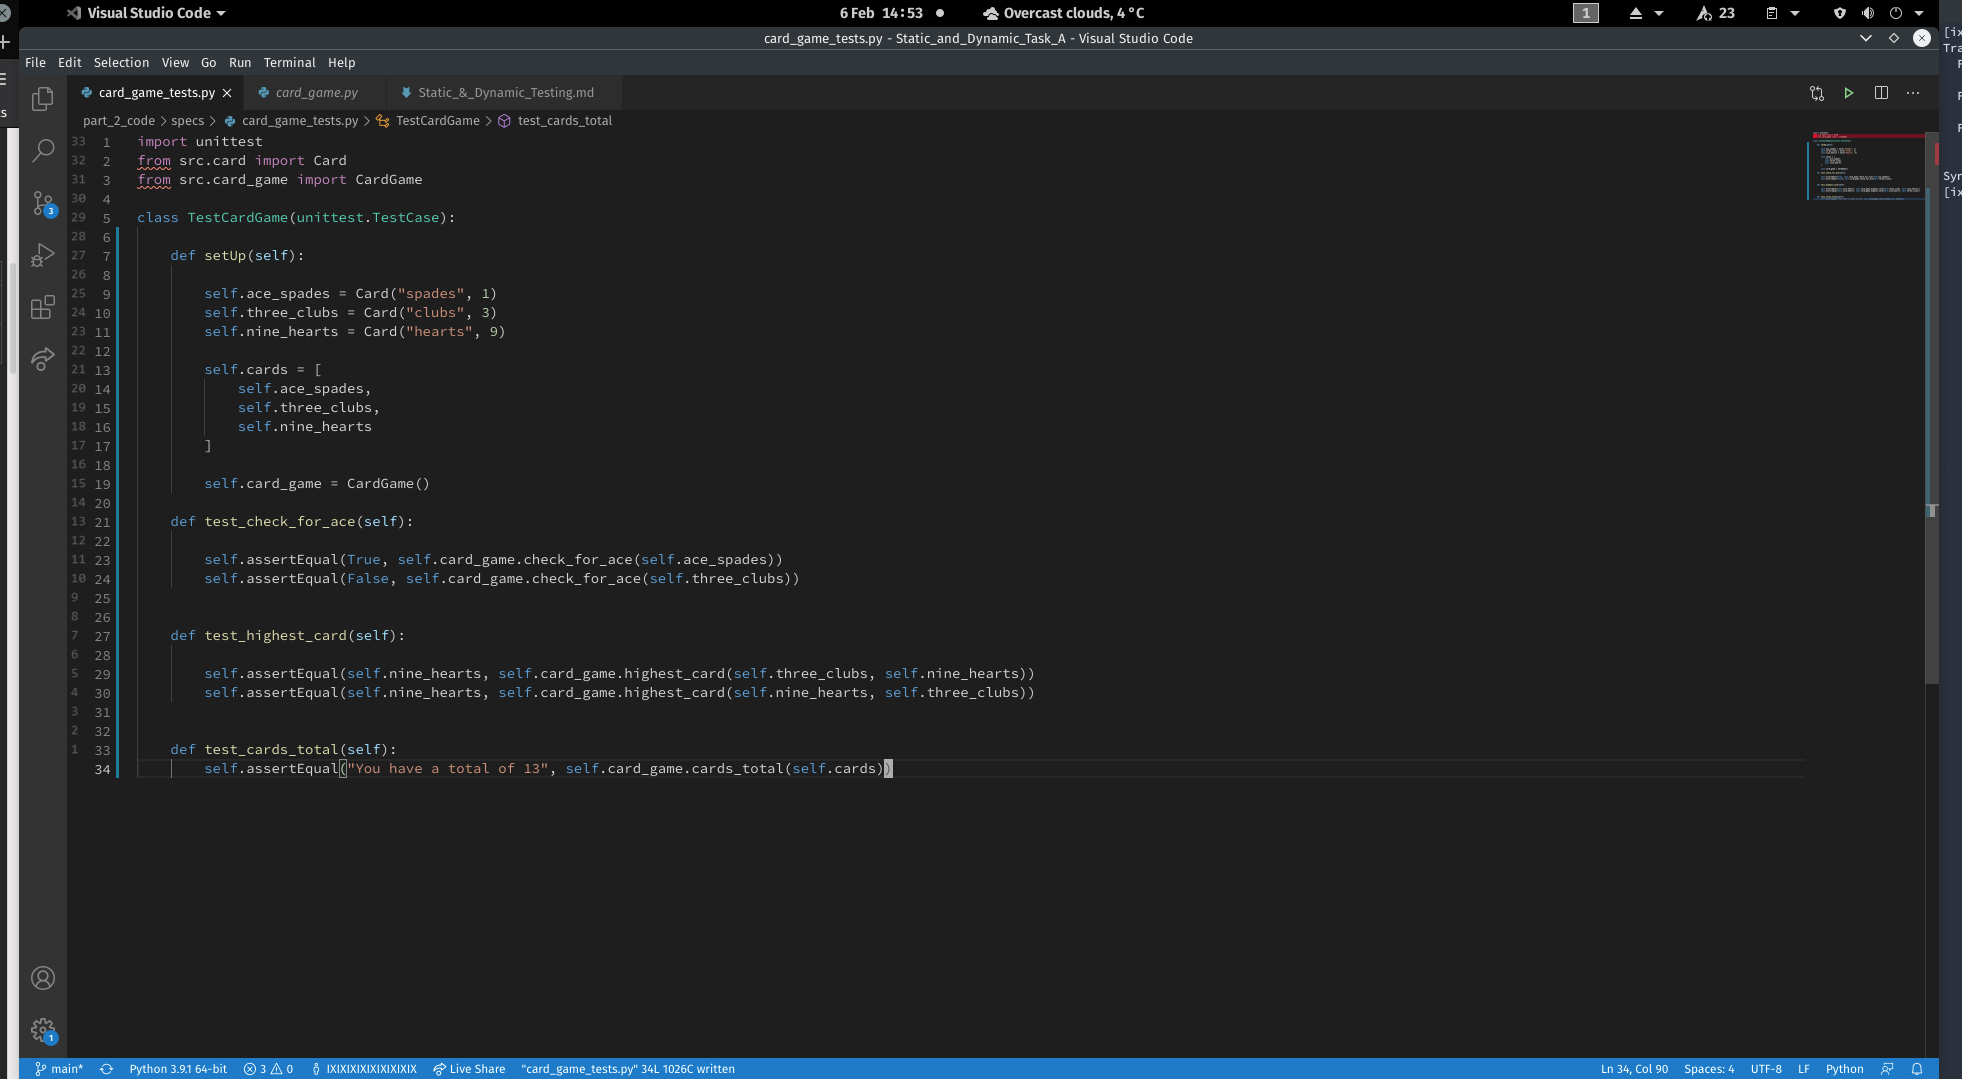 Visual Studio Code
6 Feb 14:53
Overcast clouds, 4 °C
1
23
card_game_tests.py - Static_and_Dynamic_Task_A - Visual Studio Code
File Edit Selection View Go Run Terminal Help
card_game_tests.py
card_game.py
Static_&_Dynamic_Testing.md
part_2_code > specs > card_game_tests.py > TestCardGame > test_cards_total
33 1 import unittest
32 2 from src.card import Card
31 3 from src.card_game import CardGame
30 4
29 5 class TestCardGame(unittest.TestCase):
28 6
27 7 def setUp(self):
26 8
25 9 self.ace_spades = Card("spades", 1)
24 10 self.three_clubs = Card("clubs", 3)
23 11 self.nine_hearts = Card("hearts", 9)
22 12
21 13 self.cards = [
20 14 self.ace_spades,
19 15 self.three_clubs,
18 16 self.nine_hearts
17 17 ]
16 18
15 19 self.card_game = CardGame()
14 20
13 21 def test_check_for_ace(self):
12 22
11 23 self.assertEqual(True, self.card_game.check_for_ace(self.ace_spades))
10 24 self.assertEqual(False, self.card_game.check_for_ace(self.three_clubs))
9 25
8 26
7 27 def test_highest_card(self):
6 28
5 29 self.assertEqual(self.nine_hearts, self.card_game.highest_card(self.three_clubs, self.nine_hearts))
4 30 self.assertEqual(self.nine_hearts, self.card_game.highest_card(self.nine_hearts, self.three_clubs))
3 31
2 32
1 33 def test_cards_total(self):
34 self.assertEqual("You have a total of 13", self.card_game.cards_total(self.cards))
3
1
main* Python 3.9.1 64-bit 3 0 IXIXIXIXIXIXIXIX Live Share "card_game_tests.py" 34L 1026C written
Ln 34, Col 90 Spaces: 4 UTF-8 LF Python